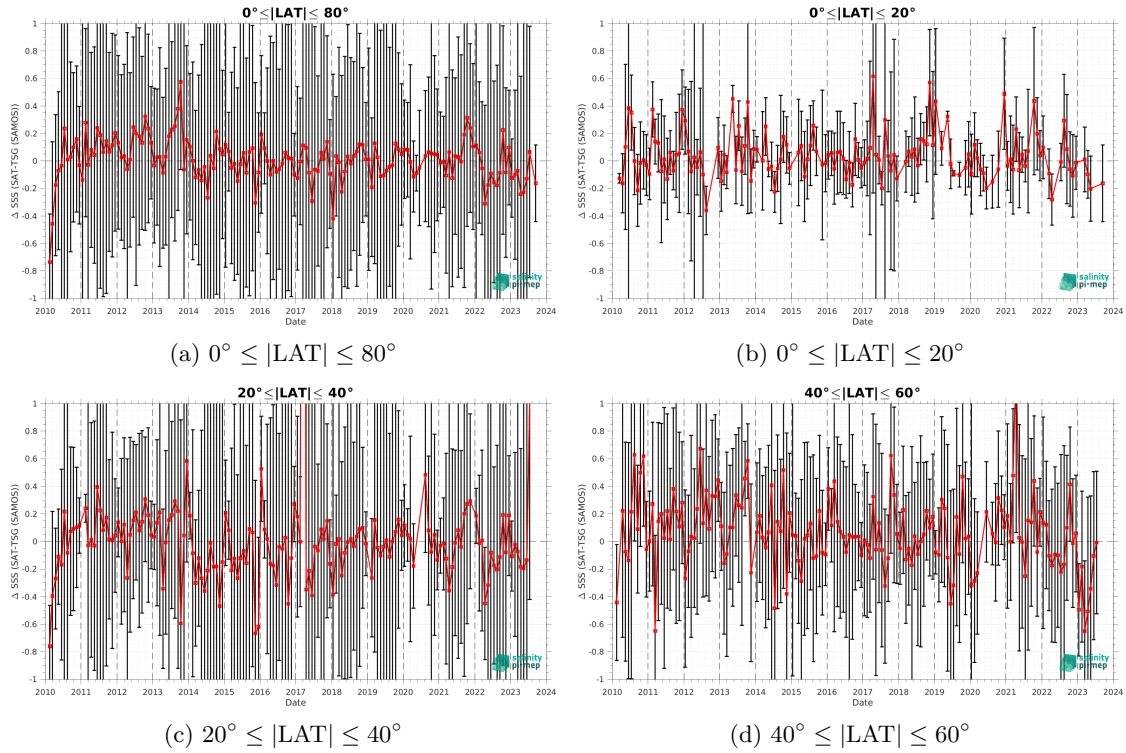 0°≤|LAT|≤ 80°
Δ SSS (SAT-TSG (SAMOS))
1
0.8
0.6
0.4
0.2
0
-0.2
-0.4
-0.6
-0.8
-1
2010 2011 2012 2013 2014 2015 2016 2017 2018 2019 2020 2021 2022 2023 2024
Date
salinity
pi-mep
(a) 0° ≤ |LAT| ≤ 80°
0°≤|LAT|≤ 20°
Δ SSS (SAT-TSG (SAMOS))
1
0.8
0.6
0.4
0.2
0
-0.2
-0.4
-0.6
-0.8
-1
2010 2011 2012 2013 2014 2015 2016 2017 2018 2019 2020 2021 2022 2023 2024
Date
salinity
pi-mep
(b) 0° ≤ |LAT| ≤ 20°
20°≤|LAT|≤ 40°
Δ SSS (SAT-TSG (SAMOS))
1
0.8
0.6
0.4
0.2
0
-0.2
-0.4
-0.6
-0.8
-1
2010 2011 2012 2013 2014 2015 2016 2017 2018 2019 2020 2021 2022 2023 2024
Date
salinity
pi-mep
(c) 20° ≤ |LAT| ≤ 40°
40°≤|LAT|≤ 60°
Δ SSS (SAT-TSG (SAMOS))
1
0.8
0.6
0.4
0.2
0
-0.2
-0.4
-0.6
-0.8
-1
2010 2011 2012 2013 2014 2015 2016 2017 2018 2019 2020 2021 2022 2023 2024
Date
salinity
pi-mep
(d) 40° ≤ |LAT| ≤ 60°